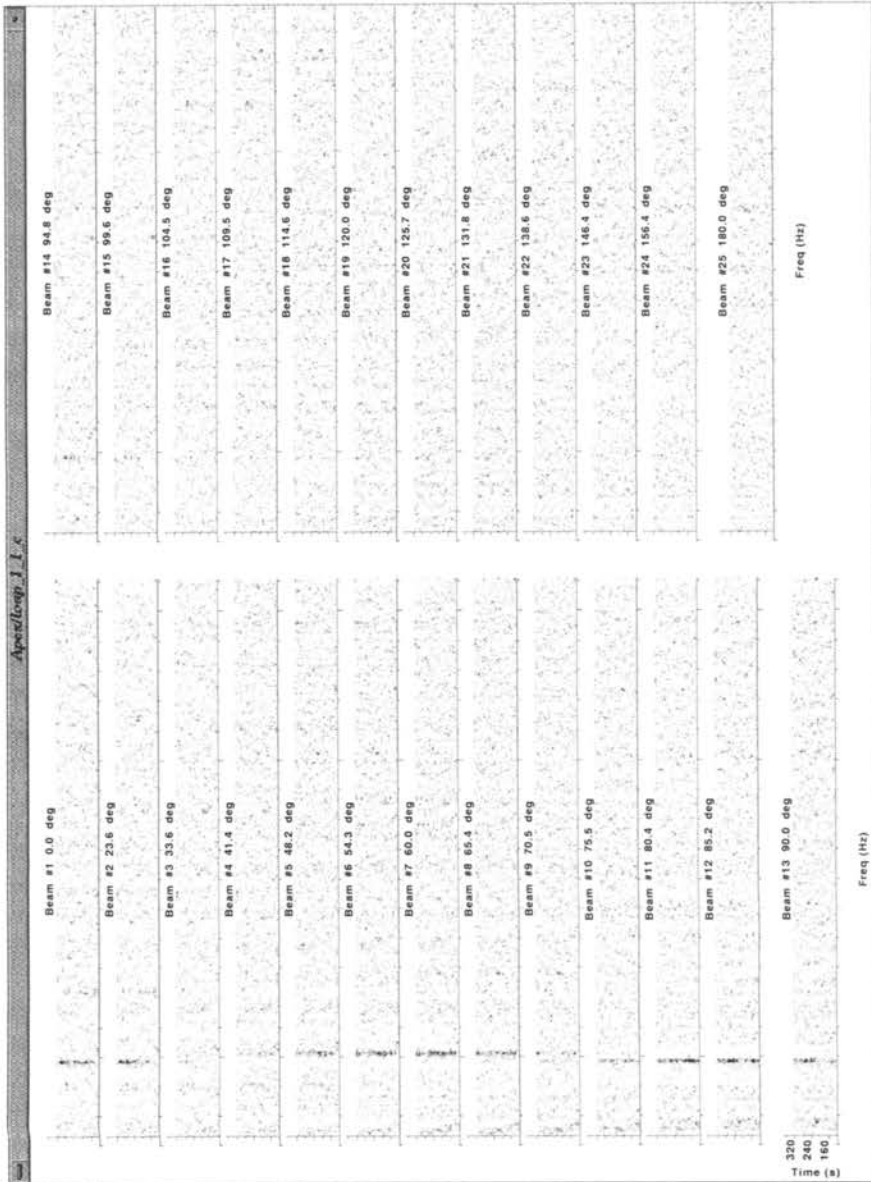 Beam #1 0.0 deg
Beam #2 23.6 deg
Beam #3 33.6 deg
Beam #4 41.4 deg
Beam #5 48.2 deg
Beam #6 54.3 deg
Beam #7 60.0 deg
Beam #8 65.4 deg
Beam #9 70.5 deg
Beam #10 75.5 deg
Beam #11 80.4 deg
Beam #12 85.2 deg
Beam #13 90.0 deg
320
240
160
Time (s)
Freq (Hz)
Beam #14 94.8 deg
Beam #15 99.6 deg
Beam #16 104.5 deg
Beam #17 109.5 deg
Beam #18 114.6 deg
Beam #19 120.0 deg
Beam #20 125.7 deg
Beam #21 131.8 deg
Beam #22 138.6 deg
Beam #23 146.4 deg
Beam #24 156.4 deg
Beam #25 180.0 deg
Freq (Hz)